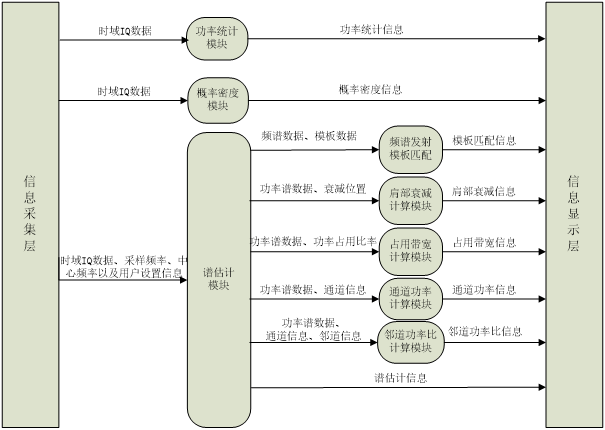 信
息
采
集
层
时域IQ数据
功率统计
模块
功率统计信息
时域IQ数据
概率密度
模块
概率密度信息
时域IQ数据、采样频率、中
心频率以及用户设置信息
谱估计
模块
频谱数据、模板数据
频谱发射
模板匹配
模板匹配信息
功率谱数据、衰减位置
肩部衰减
计算模块
肩部衰减信息
功率谱数据、功率占用比率
占用带宽
计算模块
占用带信息
功率谱数据、通道信息
通道功率
计算模块
通道功率信息
功率谱数据、
通道信息、邻道信息
邻道功率比
计算模块
邻道功率比信息
谱估计信息
信
息
显
示
层